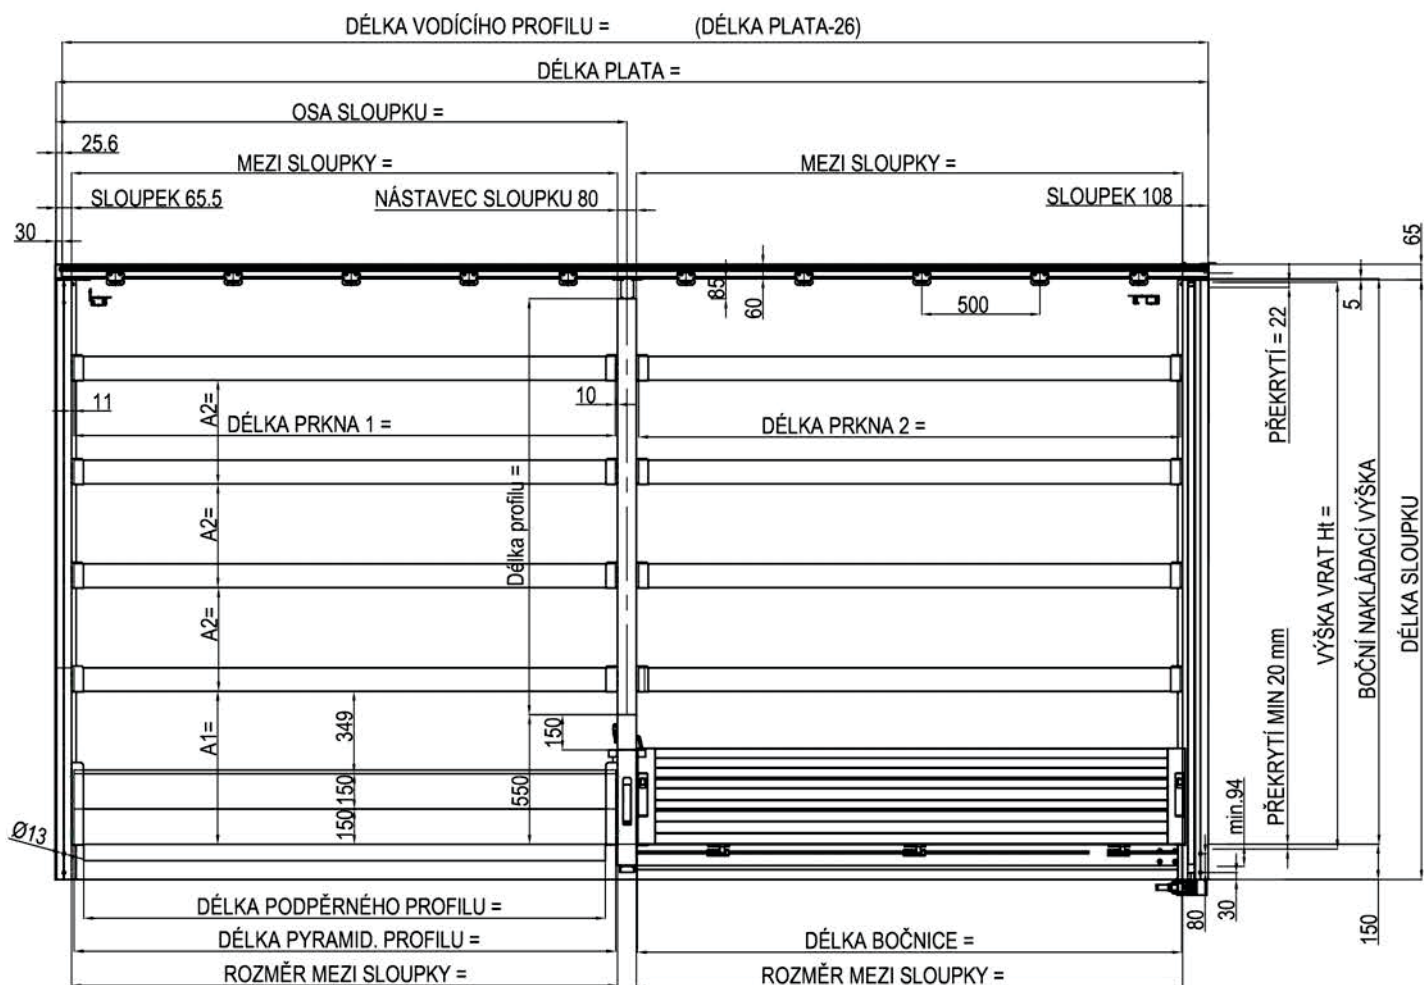 DÉLKA VODÍCÍHO PROFILU = (DÉLKA PLATA-26)
DÉLKA PLATA =
OSA SLOUPKU =
25.6
MEZI SLOUPKY = MEZI SLOUPKY =
SLOUPEK 65.5 NÁSTAVEC SLOUPKU 80 SLOUPEK 108
30 65
85 60 500 5
PŘEKRYTÍ = 22
11 A2= 10
DÉLKA PRKNA 1 = DÉLKA PRKNA 2 =
Délka profilu =
A2=
A2=
VÝŠKA VRAT Ht =
BOČNÍ NAKLÁDACÍ VÝŠKA
DÉLKA SLOUPKU
A1= 349 150
150 150 550
PŘEKRYTÍ MIN 20 mm
min.94
Ø13
80 30 150
DÉLKA PODPĚRNÉHO PROFILU =
DÉLKA PYRAMID. PROFILU = DÉLKA BOČNICE =
ROZMĚR MEZI SLOUPKY = ROZMĚR MEZI SLOUPKY =